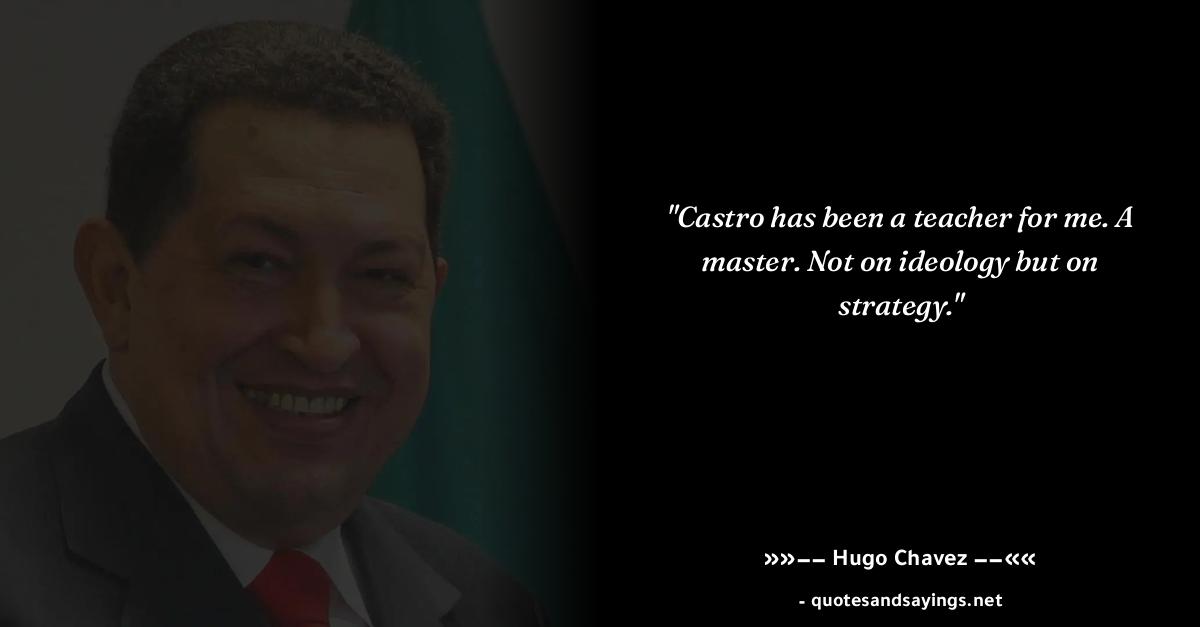 "Castro has been a teacher for me. A
master. Not on ideology but on
strategy."
»»–– Hugo Chavez ––««
- quotesandsayings.net